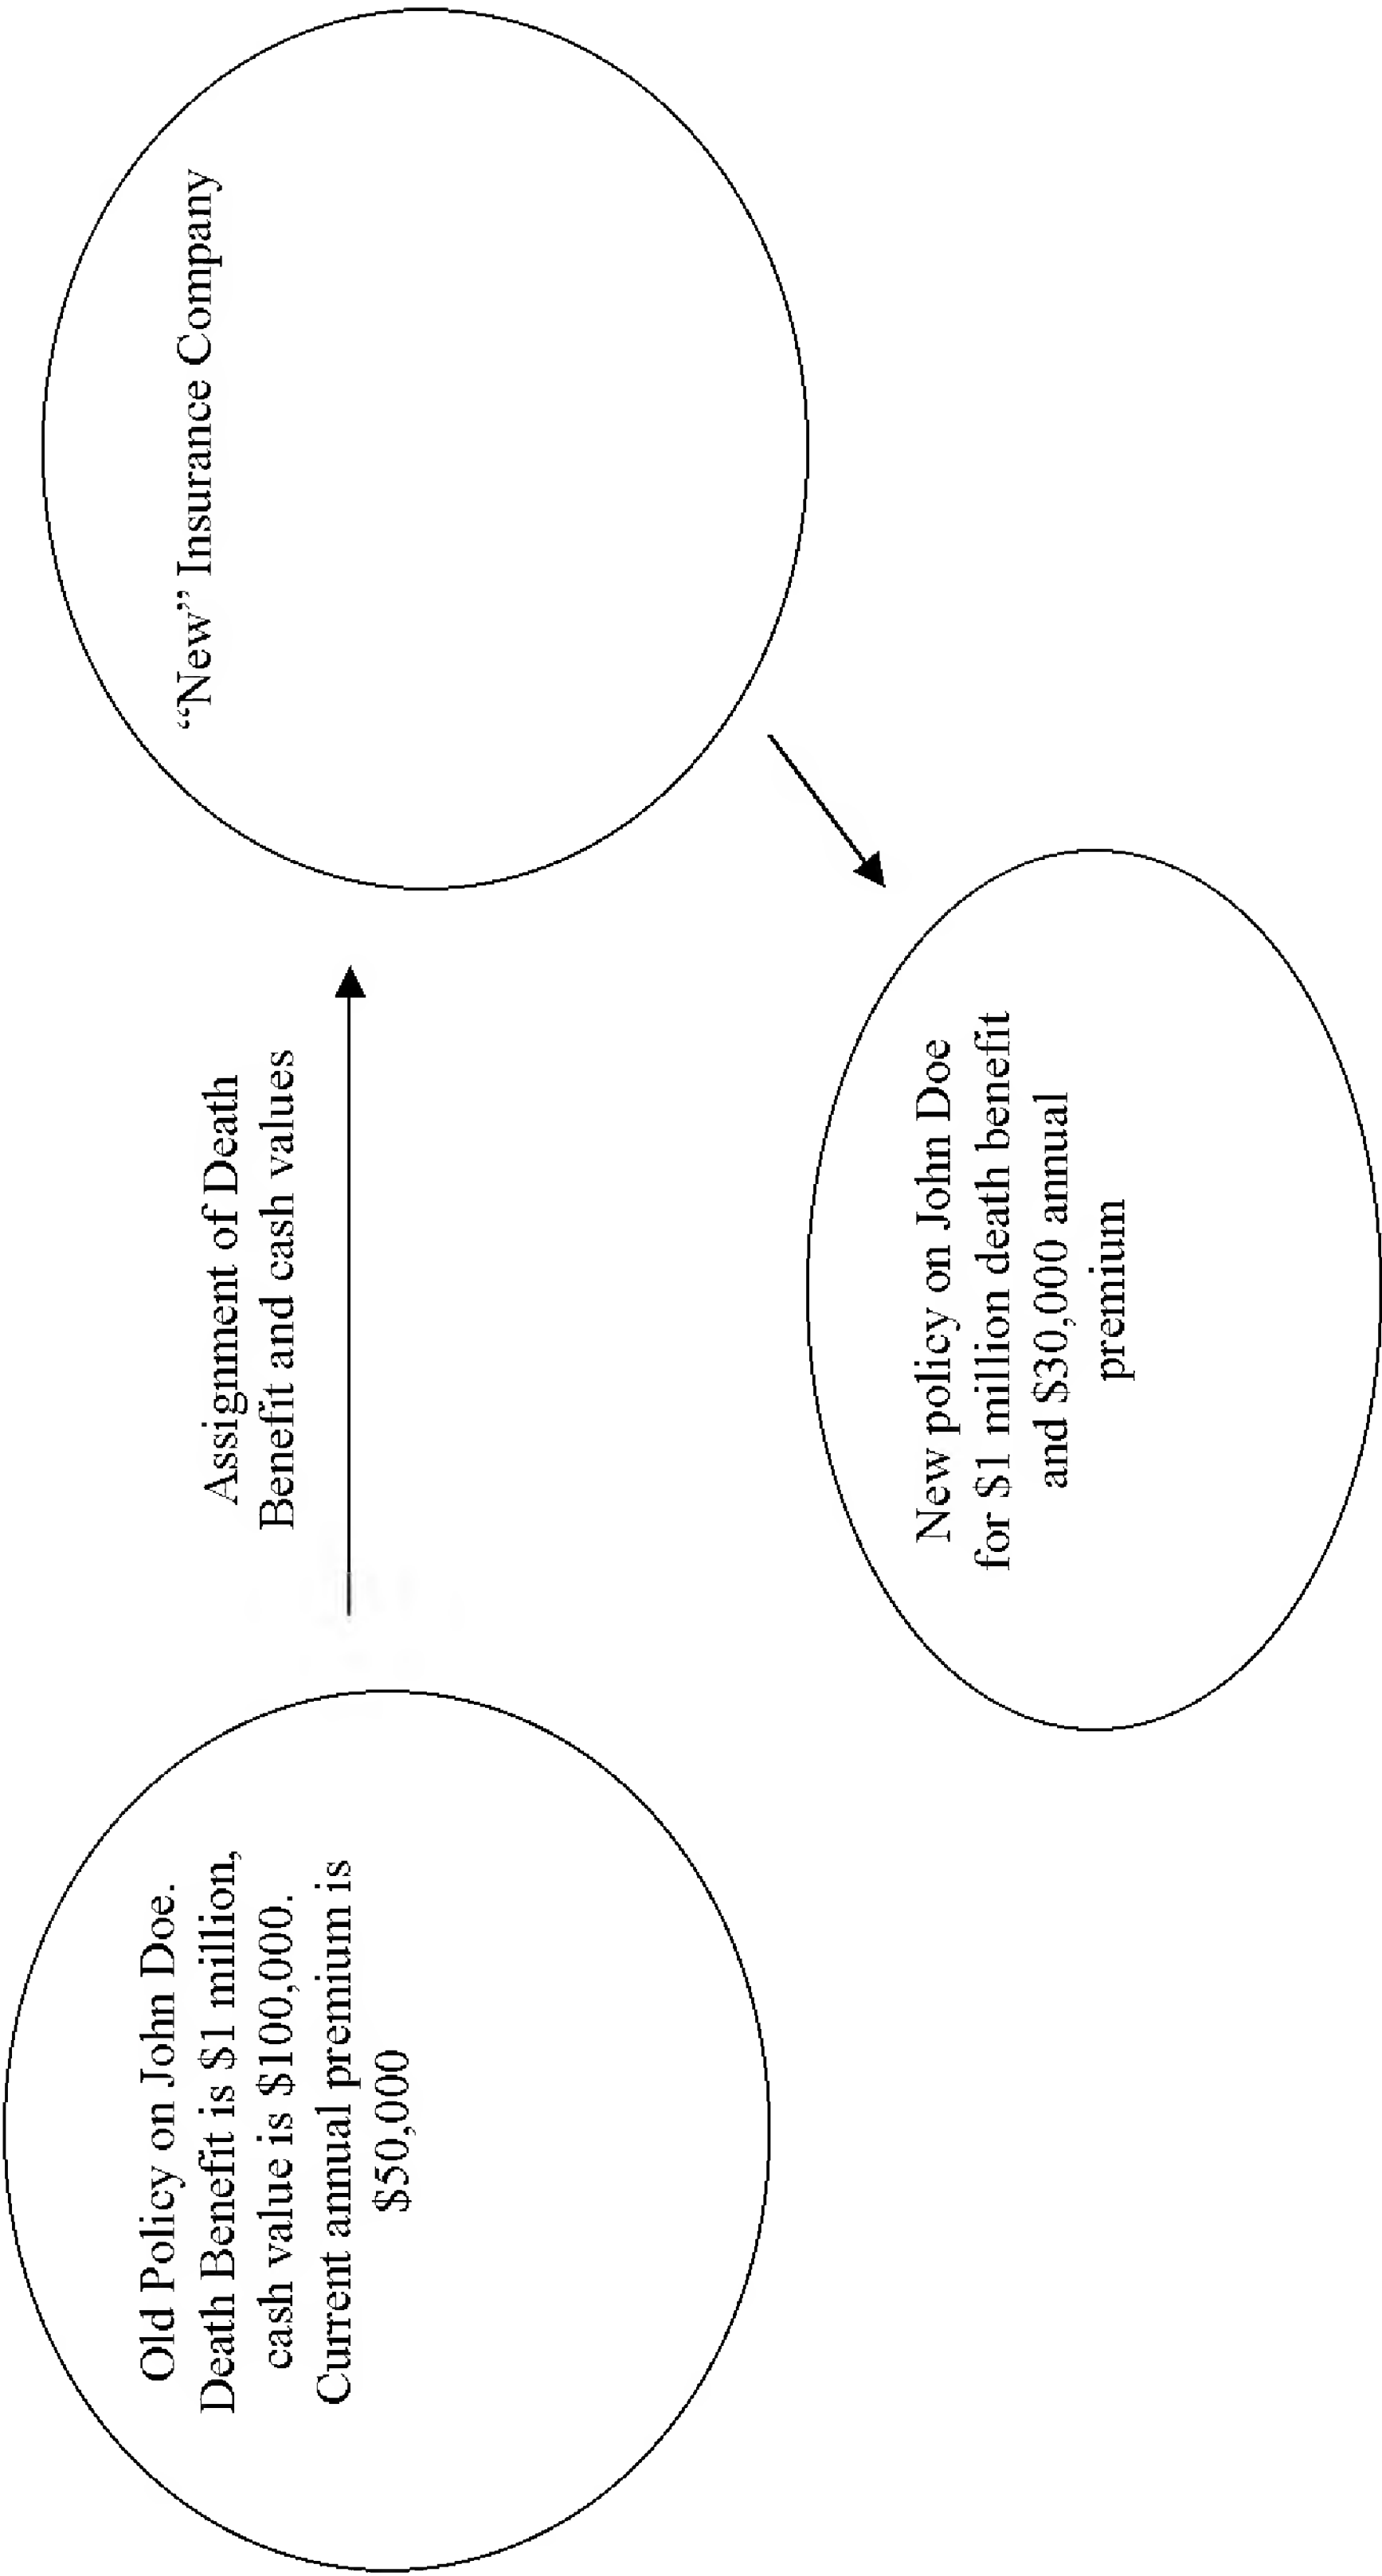 Old Policy on John Doe.
Death Benefit is $1 million,
cash value is $100,000.
Current annual premium is
$50,000
Assignment of Death
Benefit and cash values
“New” Insurance Company
New policy on John Doe
for $1 million death benefit
and $30,000 annual
premium